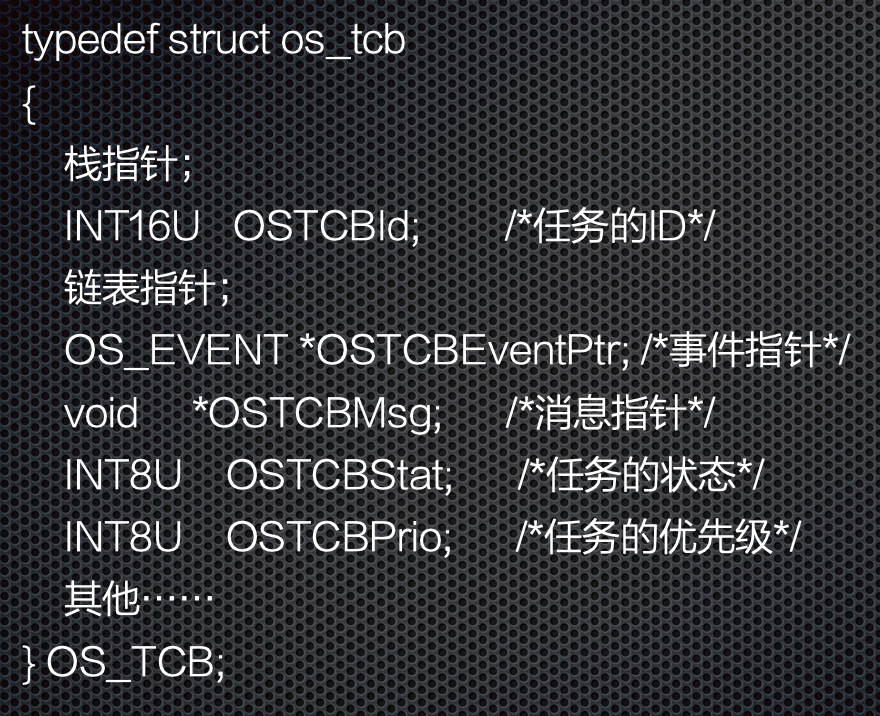 typedef struct os_tcb
{
栈指针;
INT16U OSTCBId; /*任务的ID*/
链表指针;
OS_EVENT *OSTCBEventPtr; /*事件指针*/
void *OSTCBMsg; /*消息指针*/
INT8U OSTCBStat; /*任务的状态*/
INT8U OSTCBPrio; /*任务的优先级*/
其他……
} OS_TCB;